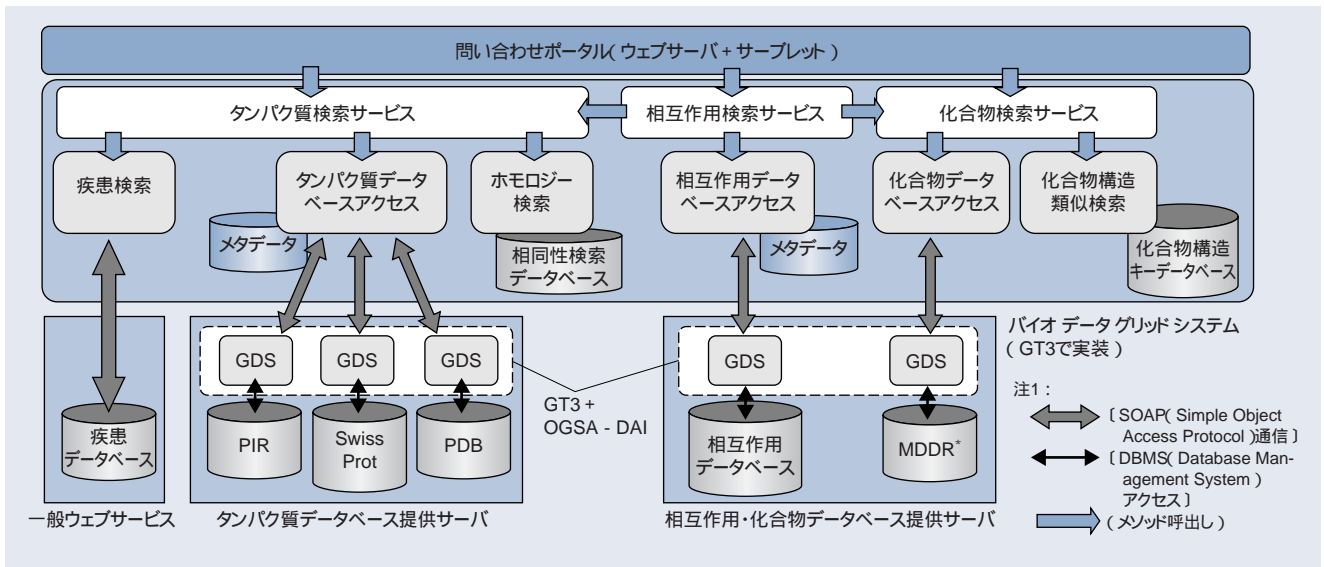 問い合わせポータル(ウェブサーバ+サーブレット)
タンパク質検索サービス
相互作用検索サービス
化合物検索サービス
疾患検索
タンパク質データ
ベースアクセス
ホモロジー
検索
相互作用データ
ベースアクセス
化合物データ
ベースアクセス
化合物構造
類似検索
メタデータ
相同性検索
データベース
メタデータ
化合物構造
キーデータベース
バイオ データ グリッド システム
(GT3で実装)
GDS
GDS
GDS
GDS
GDS
GT3 +
OGSA - DAI
疾患
データベース
PIR
Swiss
Prot
PDB
相互作用
データベース
MDDR*
注1:
〔SOAP(Simple Object
Access Protocol)通信〕
〔DBMS(Database Man-
agement System)
アクセス〕
(メソッド呼出し)
一般ウェブサービス
タンパク質データベース提供サーバ
相互作用・化合物データベース提供サーバ